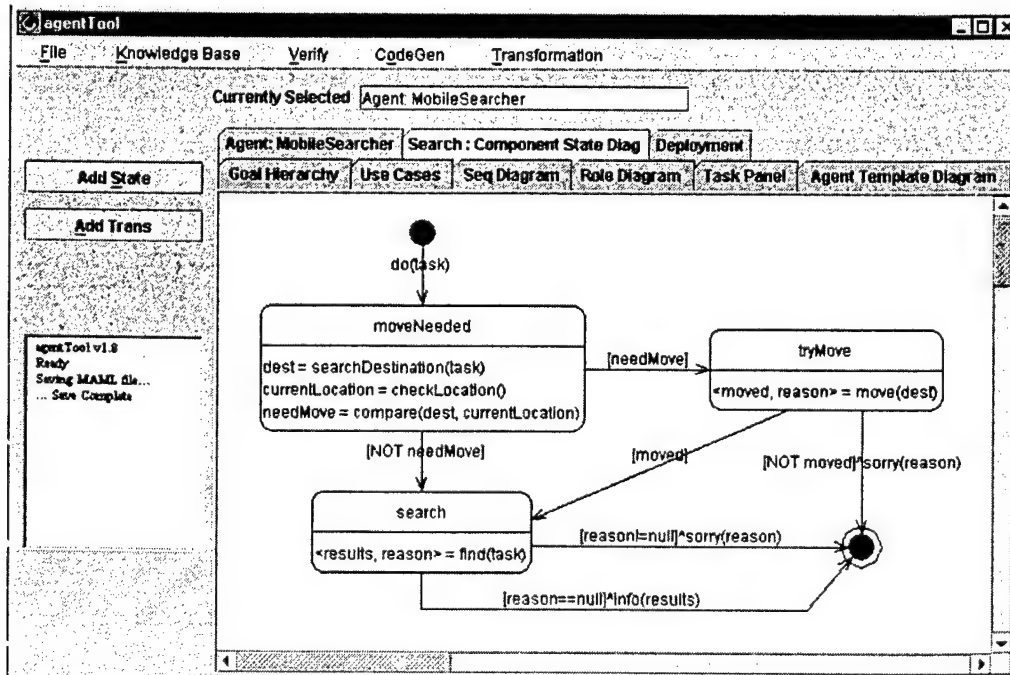 agentTool
File Knowledge Base Verify CodeGen Transformation
Currently Selected Agent: MobileSearcher
Agent: MobileSearcher Search : Component State Diag Deployment
Goal Hierarchy Use Cases Seq Diagram Role Diagram Task Panel Agent Template Diagram
Add State
Add Trans
agentTool v1.8
Ready
Saving MAML file...
... Save Complete
do(task)
moveNeeded
dest = searchDestination(task)
currentLocation = checkLocation()
needMove = compare(dest, currentLocation)
[needMove]
tryMove
<moved, reason> = move(dest)
[NOT needMove]
[moved]
[NOT moved]^sorry(reason)
search
<results, reason> = find(task)
[reason!=null]^sorry(reason)
[reason==null]^info(results)